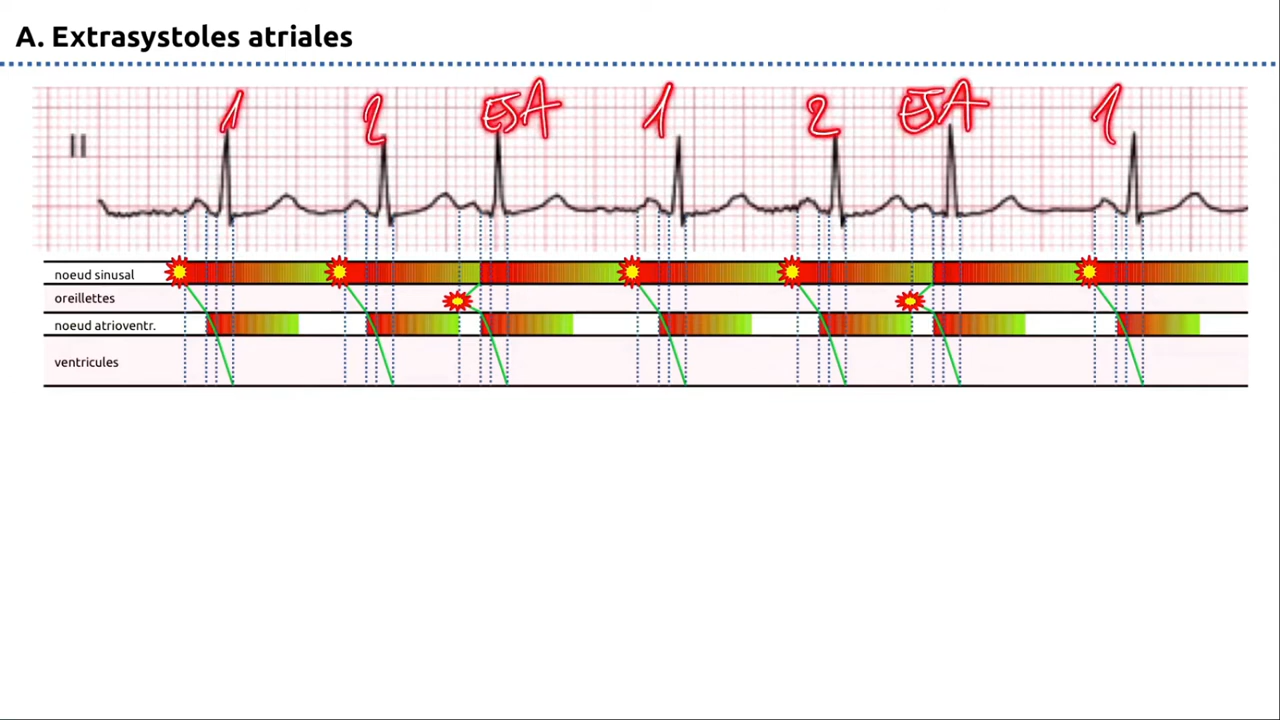 A. Extrasystoles atriales
1 2 ESA 1 2 ESA 1
II
noeud sinusal
oreillettes
noeud atrioventr.
ventricules